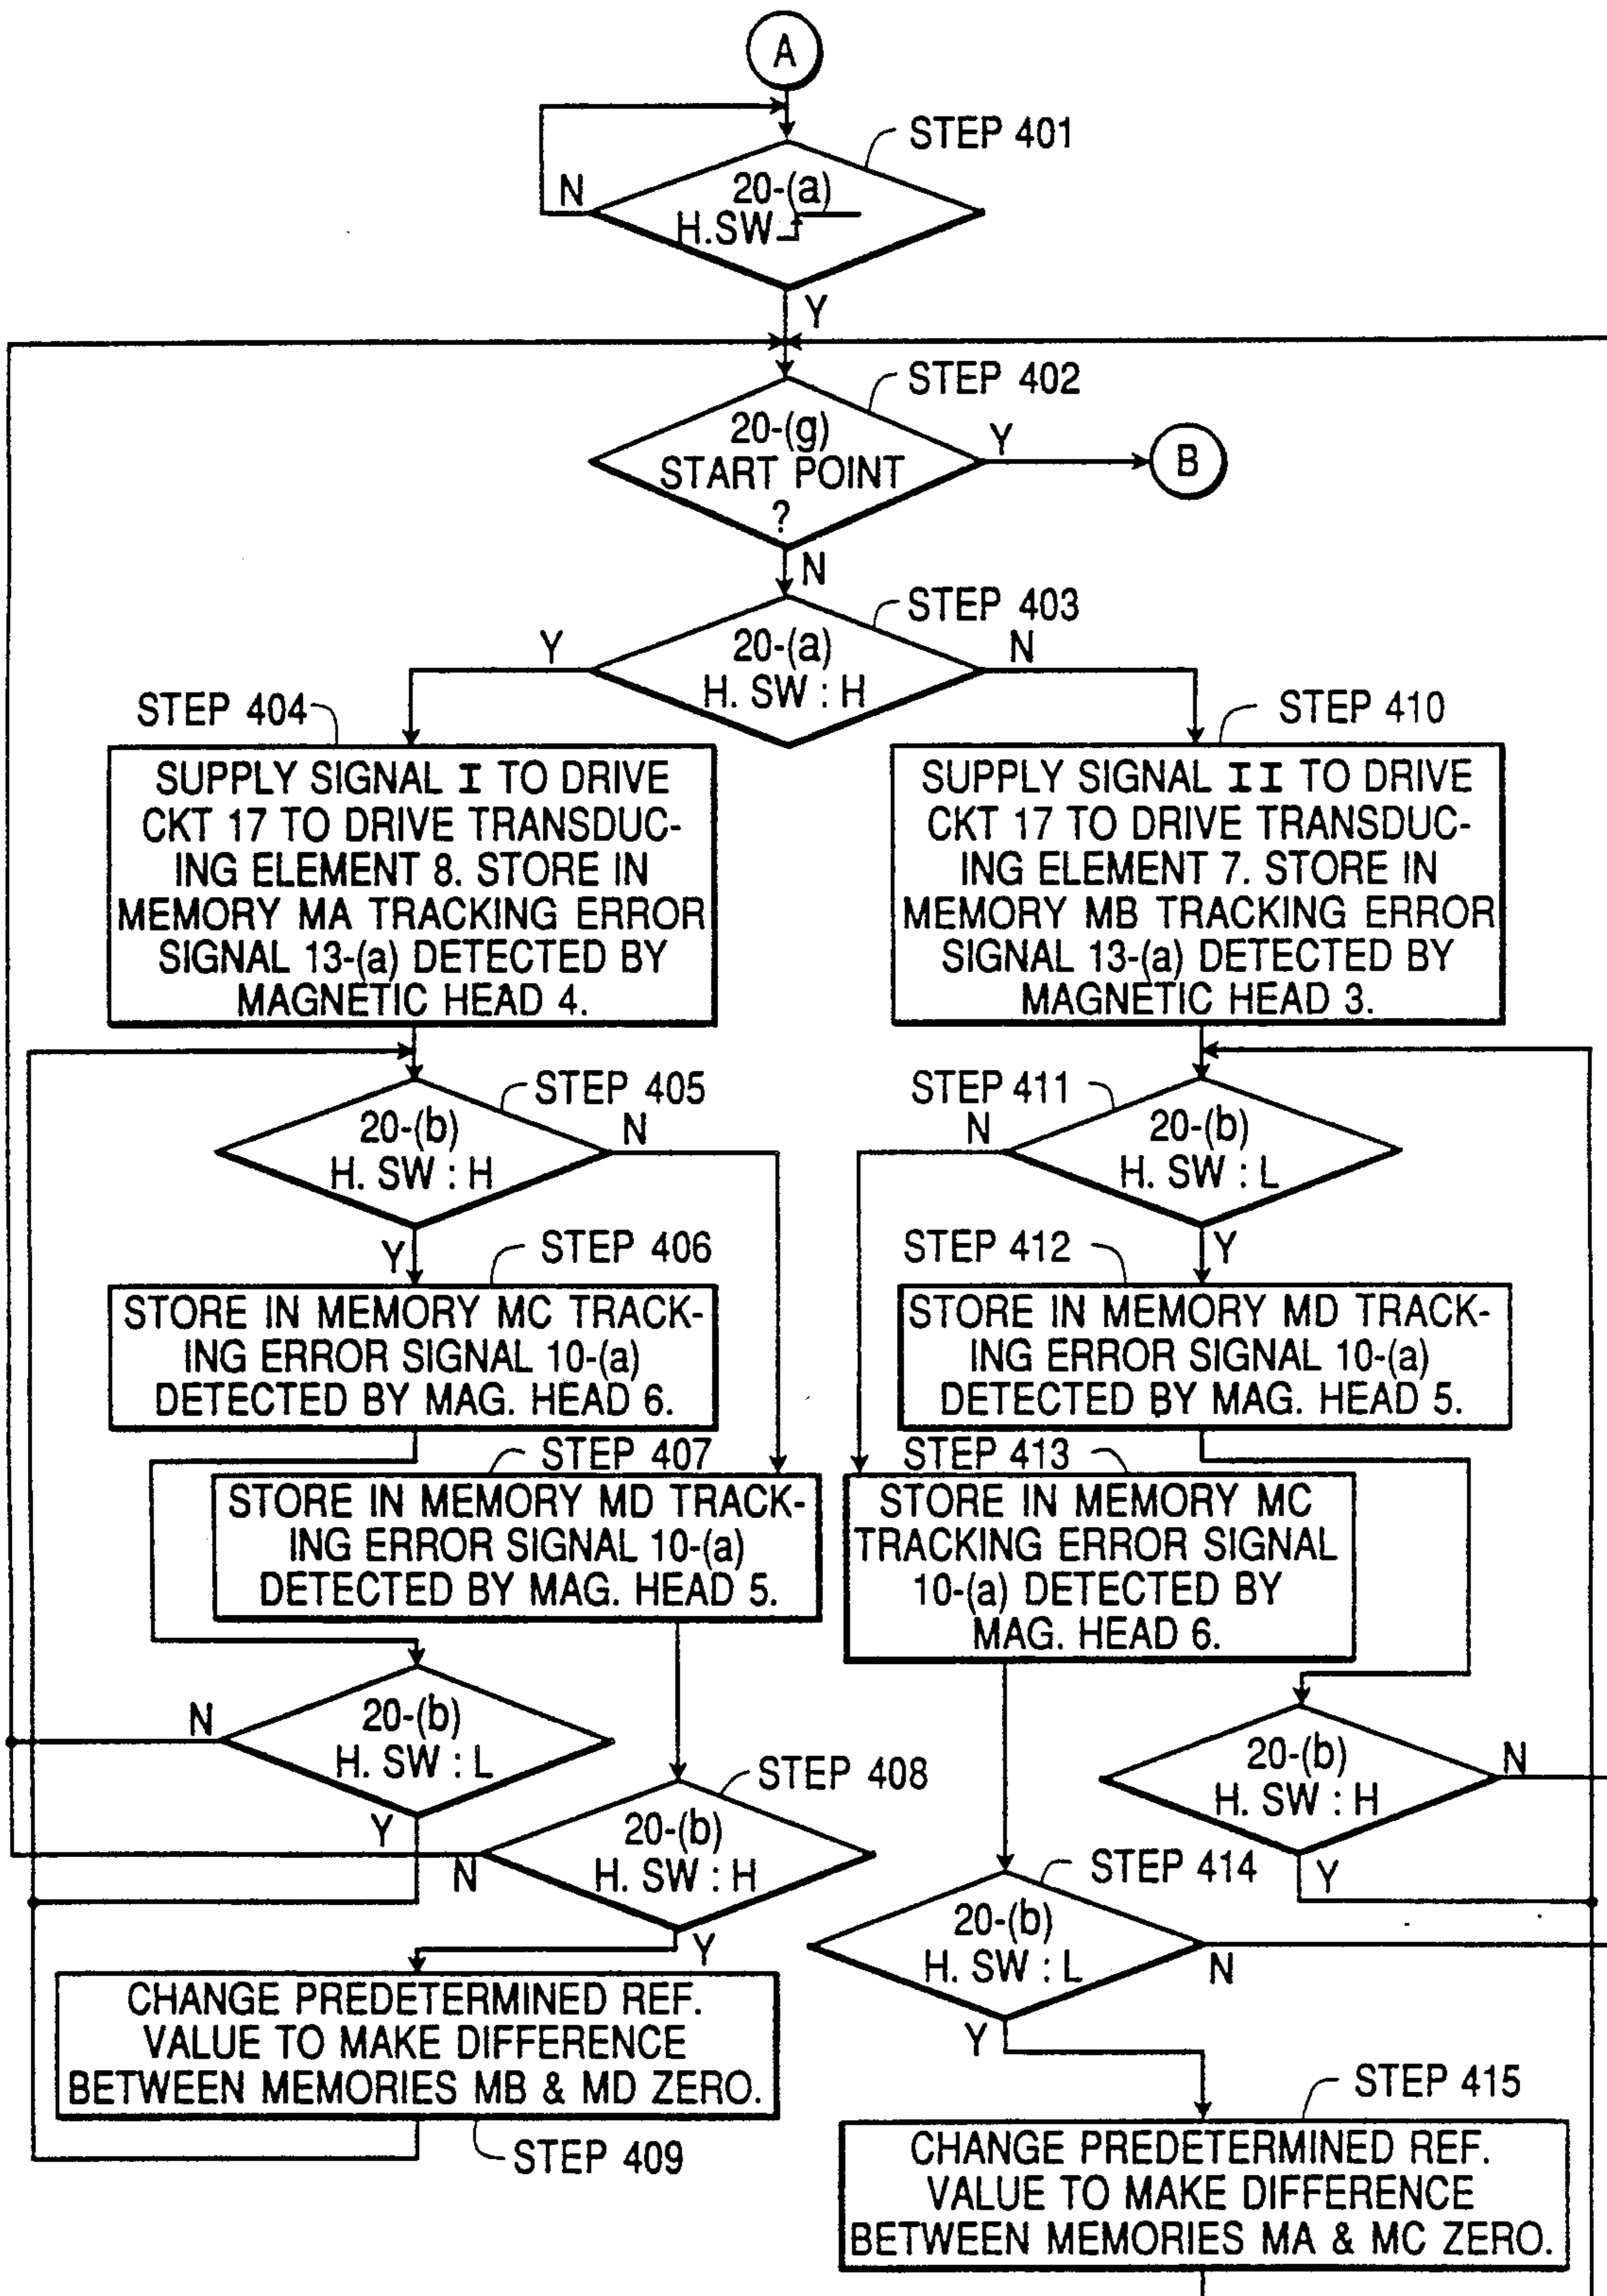 A
STEP 401
N
20-(a)
H.SW
Y
STEP 402
20-(g)
START POINT
?
Y
B
N
STEP 403
Y
20-(a)
H. SW : H
N
STEP 404
SUPPLY SIGNAL I TO DRIVE
CKT 17 TO DRIVE TRANSDUC-
ING ELEMENT 8. STORE IN
MEMORY MA TRACKING ERROR
SIGNAL 13-(a) DETECTED BY
MAGNETIC HEAD 4.
STEP 410
SUPPLY SIGNAL II TO DRIVE
CKT 17 TO DRIVE TRANSDUC-
ING ELEMENT 7. STORE IN
MEMORY MB TRACKING ERROR
SIGNAL 13-(a) DETECTED BY
MAGNETIC HEAD 3.
STEP 405
20-(b)
H. SW : H
N
Y
STEP 411
N
20-(b)
H. SW : L
Y
STEP 406
STORE IN MEMORY MC TRACK-
ING ERROR SIGNAL 10-(a)
DETECTED BY MAG. HEAD 6.
STEP 412
STORE IN MEMORY MD TRACK-
ING ERROR SIGNAL 10-(a)
DETECTED BY MAG. HEAD 5.
STEP 407
STORE IN MEMORY MD TRACK-
ING ERROR SIGNAL 10-(a)
DETECTED BY MAG. HEAD 5.
STEP 413
STORE IN MEMORY MC
TRACKING ERROR SIGNAL
10-(a) DETECTED BY
MAG. HEAD 6.
N
20-(b)
H. SW : L
Y
STEP 408
20-(b)
H. SW : H
N
Y
20-(b)
H. SW : H
N
Y
STEP 414
20-(b)
H. SW : L
N
Y
CHANGE PREDETERMINED REF.
VALUE TO MAKE DIFFERENCE
BETWEEN MEMORIES MB & MD ZERO.
STEP 409
STEP 415
CHANGE PREDETERMINED REF.
VALUE TO MAKE DIFFERENCE
BETWEEN MEMORIES MA & MC ZERO.